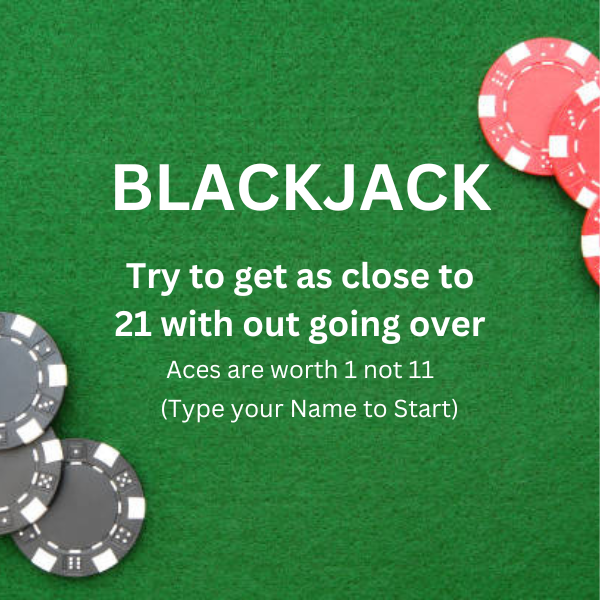 BLACKJACK
Try to get as close to
21 with out going over
Aces are worth 1 not 11
(Type your Name to Start)